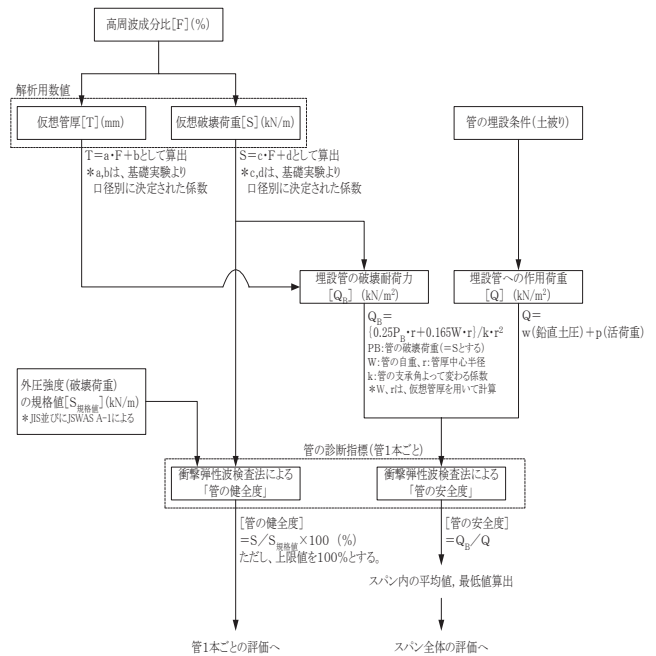 高周波成分比[F](%)
解析用数値
仮想管厚[T](mm)
仮想破壊荷重[S](kN/m)
管の埋設条件(土被り)
T=a・F+bとして算出
*a,bは、基礎実験より
口径別に決定された係数
S=c・F+dとして算出
*c,dは、基礎実験より
口径別に決定された係数
埋設管の破壊耐荷力
[QB] (kN/m²)
埋設管への作用荷重
[Q] (kN/m²)
QB=
{0.25PB・r+0.165W・r}/k・r²
PB:管の破壊荷重(=Sとする)
W:管の自重、r:管厚中心半径
k:管の支承角よって変わる係数
*W、rは、仮想管厚を用いて計算
Q=
w(鉛直土圧)+p(活荷重)
外圧強度(破壊荷重)
の規格値[S規格値](kN/m)
*JIS並びにJSWAS A-1による
管の診断指標(管1本ごと)
衝撃弾性波検査法による
「管の健全度」
衝撃弾性波検査法による
「管の安全度」
[管の健全度]
=S/S規格値×100 (%)
ただし、上限値を100%とする。
[管の安全度]
=QB/Q
スパン内の平均値,最低値算出
管1本ごとの評価へ
スパン全体の評価へ